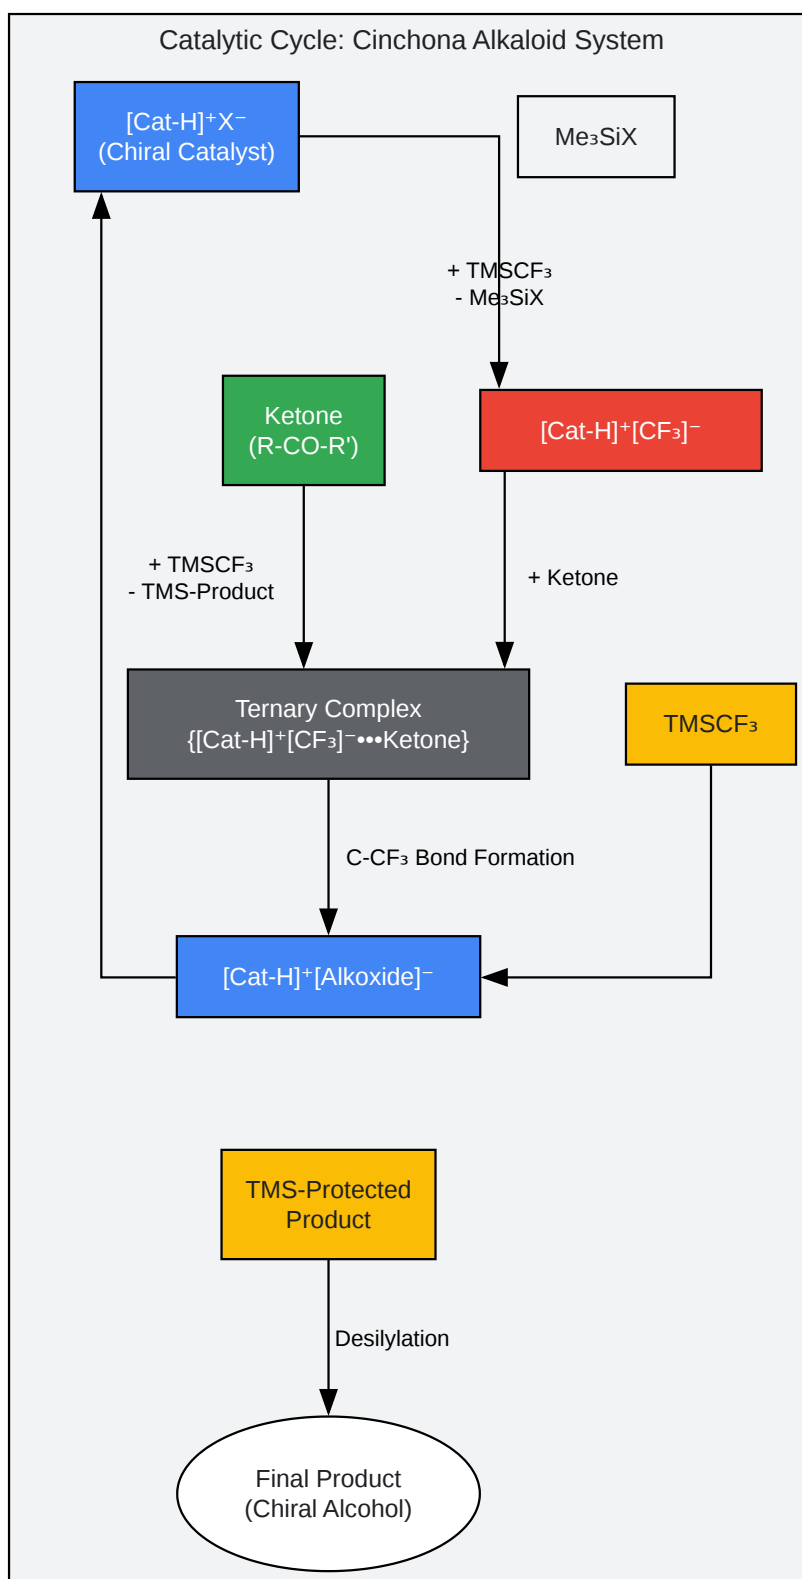 Catalytic Cycle: Cinchona Alkaloid System
[Cat-H]⁺X⁻
(Chiral Catalyst)
Me₃SiX
+ TMSCF₃
- Me₃SiX
Ketone
(R-CO-R')
[Cat-H]⁺[CF₃]⁻
+ TMSCF₃
- TMS-Product
+ Ketone
Ternary Complex
{[Cat-H]⁺[CF₃]⁻•••Ketone}
TMSCF₃
C-CF₃ Bond Formation
[Cat-H]⁺[Alkoxide]⁻
TMS-Protected
Product
Desilylation
Final Product
(Chiral Alcohol)